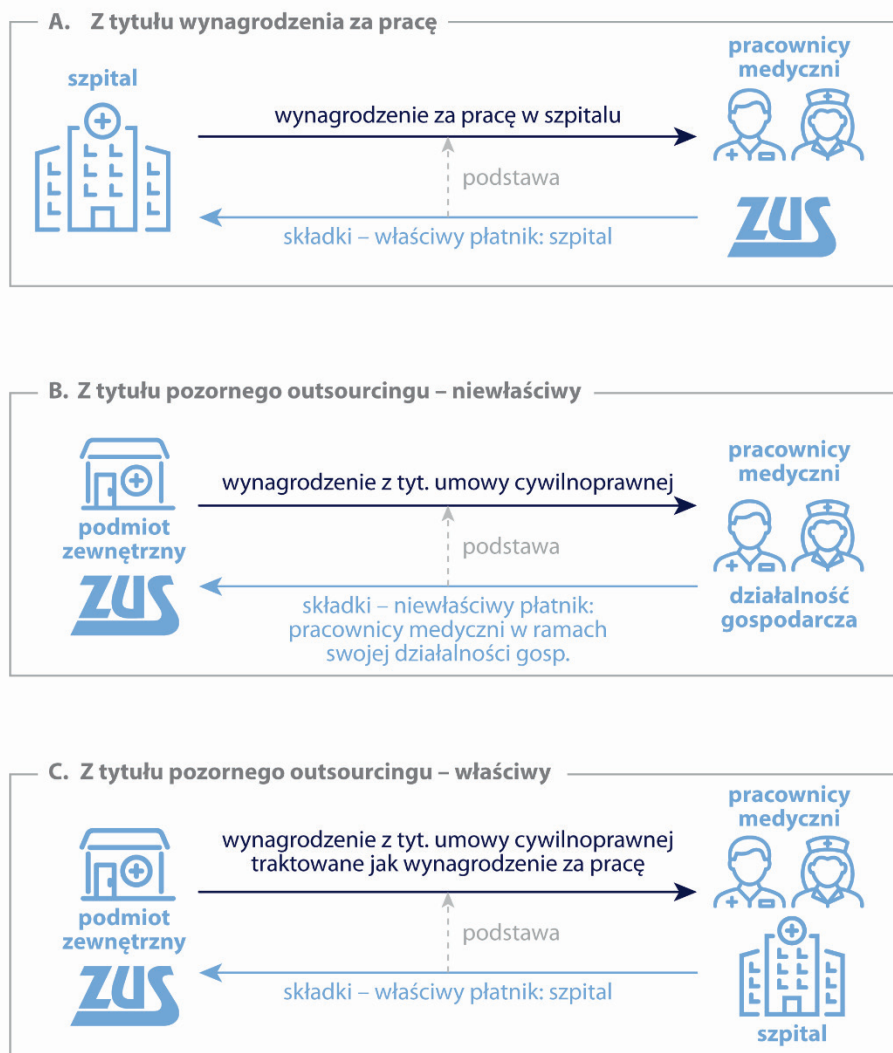 A. Z tytułu wynagrodzenia za pracę
szpital
pracownicy
medyczni
wynagrodzenie za pracę w szpitalu
podstawa
składki – właściwy płatnik: szpital
ZUS
B. Z tytułu pozornego outsourcingu – niewłaściwy
podmiot
zewnętrzny
ZUS
wynagrodzenie z tyt. umowy cywilnoprawnej
podstawa
składki – niewłaściwy płatnik:
pracownicy medyczni w ramach
swojej działalności gosp.
pracownicy
medyczni
działalność
gospodarcza
C. Z tytułu pozornego outsourcingu – właściwy
podmiot
zewnętrzny
ZUS
wynagrodzenie z tyt. umowy cywilnoprawnej
traktowane jak wynagrodzenie za pracę
podstawa
składki – właściwy płatnik: szpital
pracownicy
medyczni
szpital